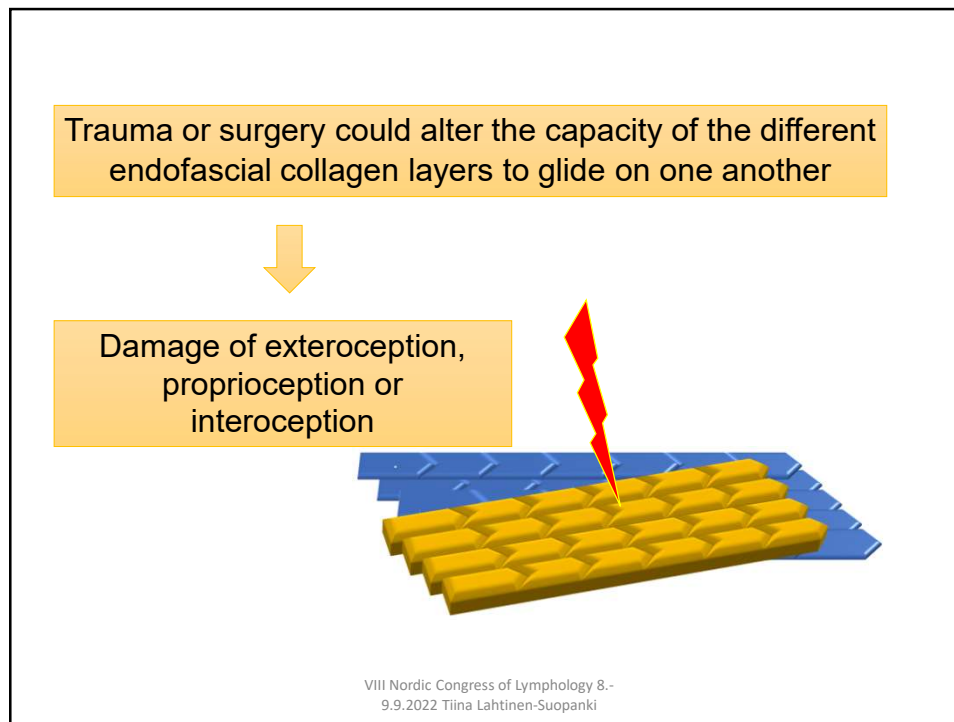 Trauma or surgery could alter the capacity of the different
endofascial collagen layers to glide on one another
Damage of exteroception,
proprioception or
interoception
VIII Nordic Congress of Lymphology 8.-
9.9.2022 Tiina Lahtinen-Suopanki